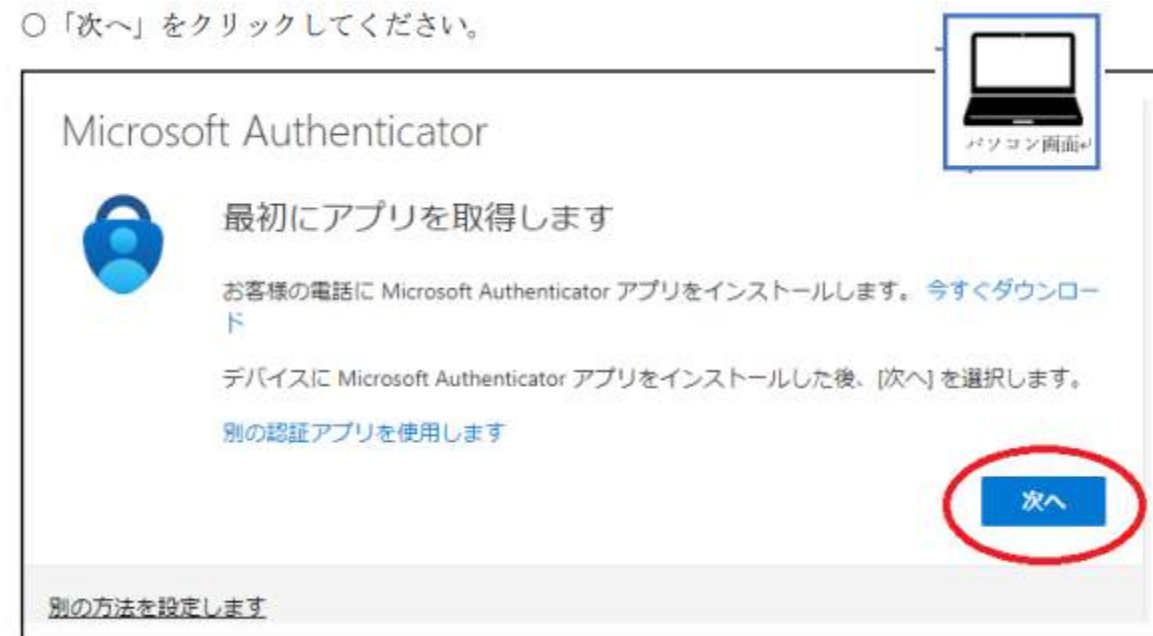 ○「次へ」をクリックしてください。
パソコン画面↵
Microsoft Authenticator
最初にアプリを取得します
お客様の電話に Microsoft Authenticator アプリをインストールします。 今すぐダウンロー
ド
デバイスに Microsoft Authenticator アプリをインストールした後、[次へ] を選択します。
別の認証アプリを使用します
次へ
別の方法を設定します